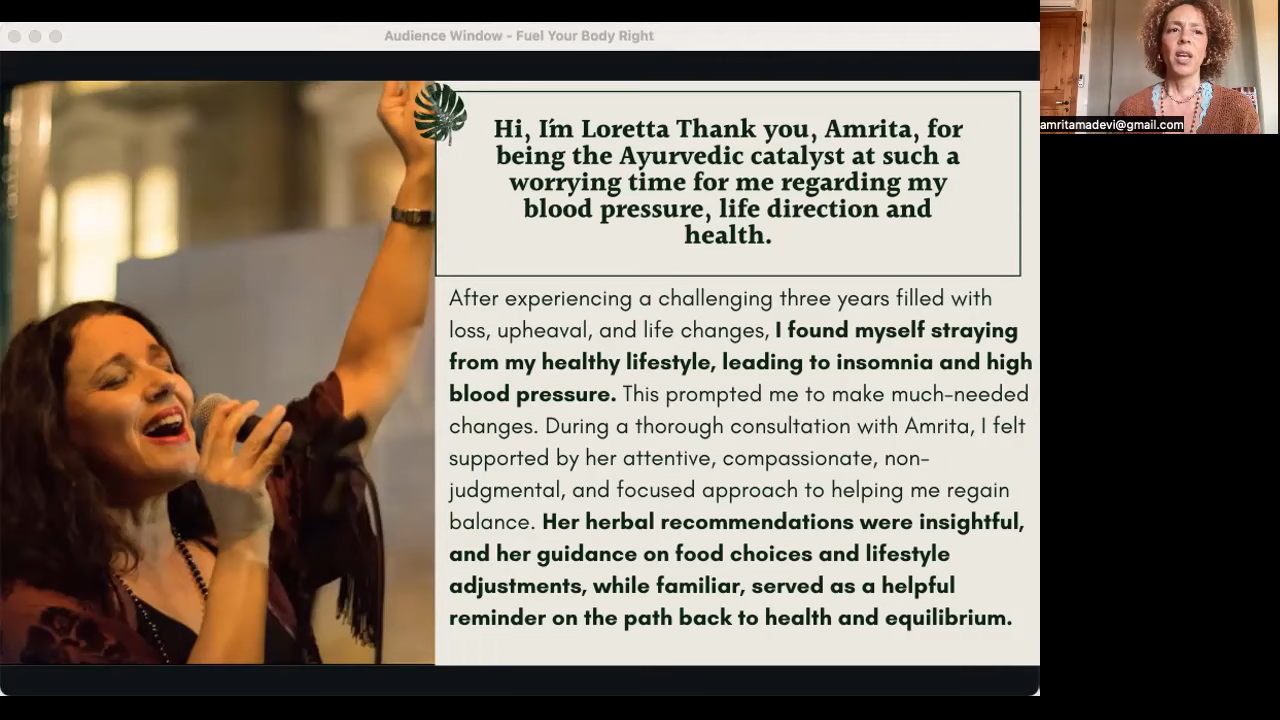 Audience Window - Fuel Your Body Right
amritamadevi@gmail.com
Hi, I´m Loretta Thank you, Amrita, for
being the Ayurvedic catalyst at such a
worrying time for me regarding my
blood pressure, life direction and
health.
After experiencing a challenging three years filled with
loss, upheaval, and life changes, I found myself straying
from my healthy lifestyle, leading to insomnia and high
blood pressure. This prompted me to make much-needed
changes. During a thorough consultation with Amrita, I felt
supported by her attentive, compassionate, non-
judgmental, and focused approach to helping me regain
balance. Her herbal recommendations were insightful,
and her guidance on food choices and lifestyle
adjustments, while familiar, served as a helpful
reminder on the path back to health and equilibrium.